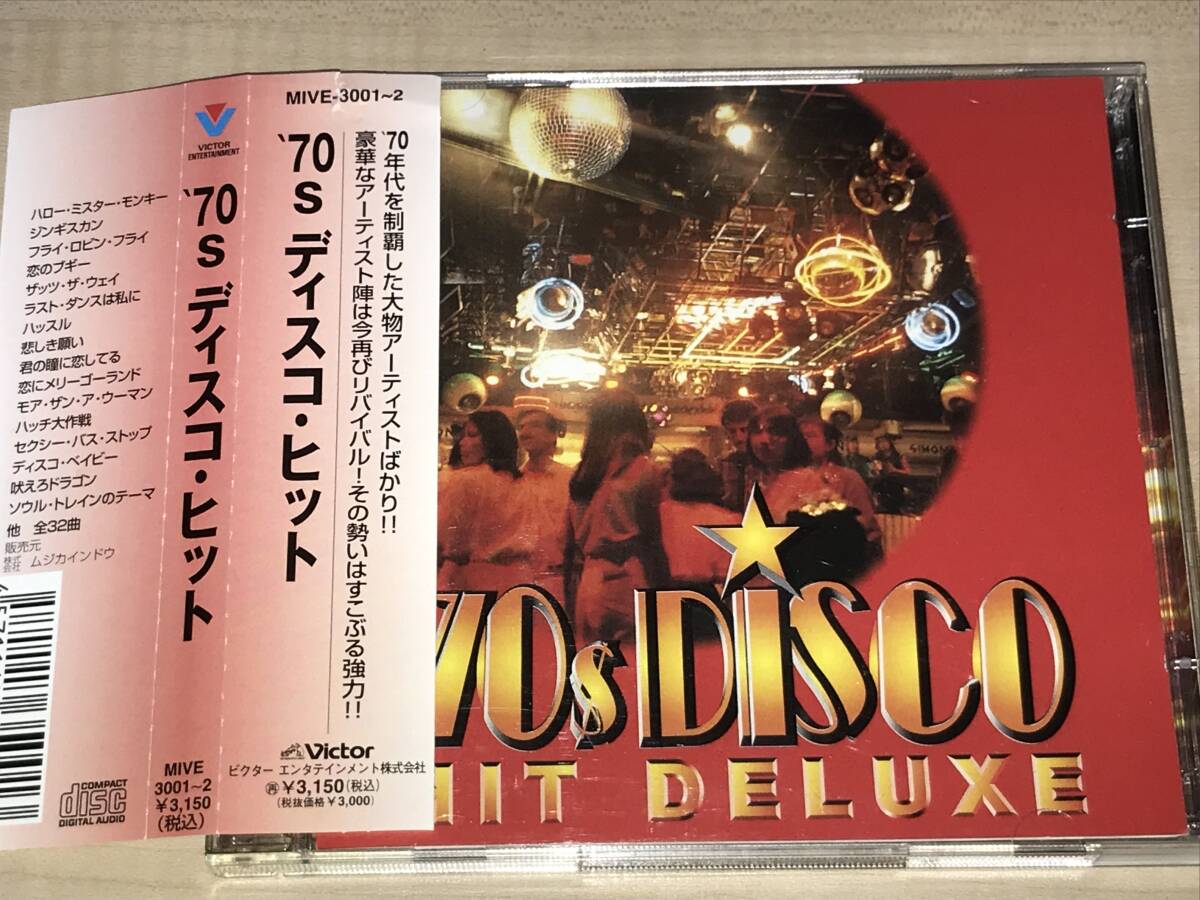 ハロー・ミスター・モンキー
ジンギスカン
フライ・ロビン・フライ
恋のブギー
ザッツ・ザ・ウェイ
ラスト・ダンスは私に
ハッスル
悲しき願い
君の瞳に恋してる
恋にメリーゴーランド
モア・ザン・ア・ウーマン
ハッチ大作戦
セクシー・バス・ストップ
ディスコ・ベイビー
吠えろドラゴン
ソウル・トレインのテーマ
他 全32曲
販売元
株式会社 ムジカインドウ
COMPACT
disc
DIGITAL AUDIO
VICTOR
ENTERTAINMENT
'70s ディスコ・ヒット
MIVE
3001~2
¥3,150
(税込)
MIVE-3001~2
'70年代を制覇した大物アーティストばかり!!
豪華なアーティスト陣は今再びリバイバル!その勢いはすこぶる強力!!
'70s ディスコ・ヒット
Victor
ビクター エンタテインメント株式会社
再 ¥3,150(税込)
(税抜価格¥3,000)
70s DISCO
HIT DELUXE